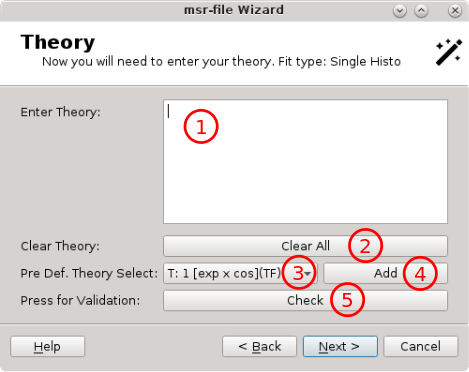 msr-file Wizard
Theory
Now you will need to enter your theory. Fit type: Single Histo
Enter Theory:
1
Clear Theory:
Clear All
2
Pre Def. Theory Select:
T: 1 [exp x cos](TF)
3
Add
4
Press for Validation:
Check
5
Help
< Back
Next >
Cancel